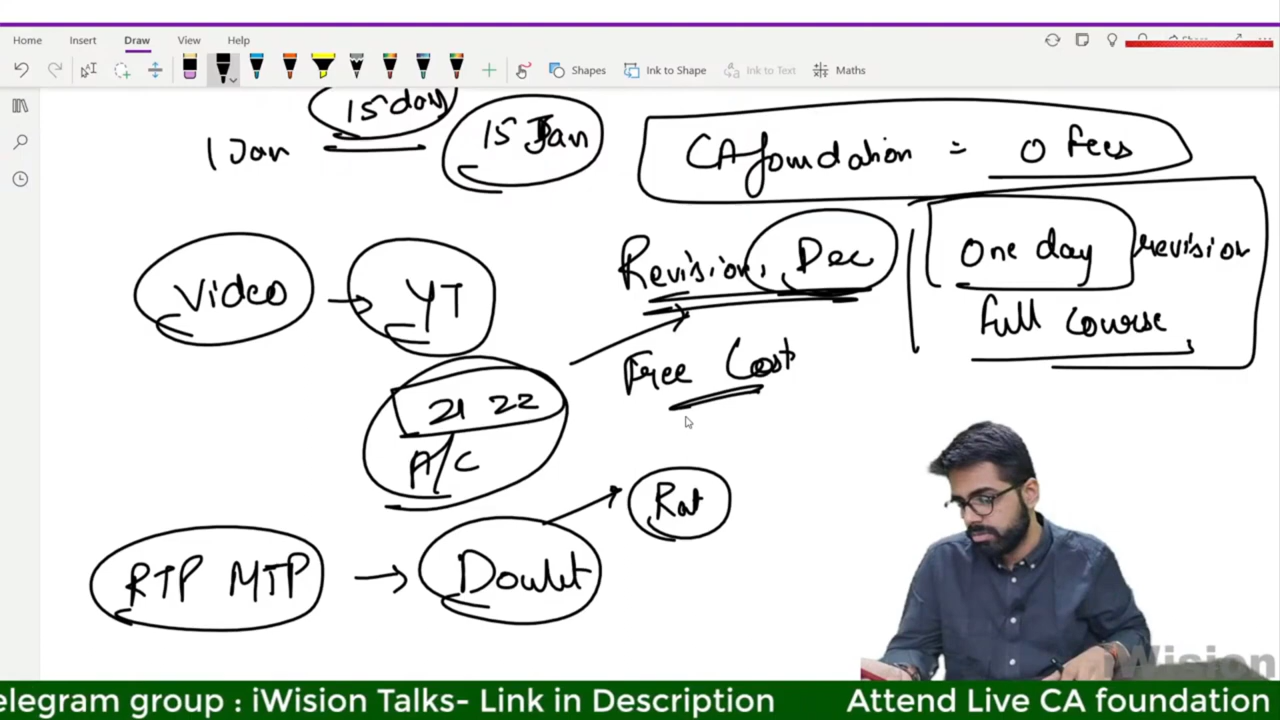 Home Insert Draw View Help
Shapes Ink to Shape Ink to Text Maths
15 day
1 Jan
15 Jan
CA foundation = 0 Fees
Revision, Dec
One day revision
full course
Video → YT
Free Cost
21 22
A/C
RTP MTP → Doubt
elegram group : iWision Talks- Link in Description Attend Live CA foundation